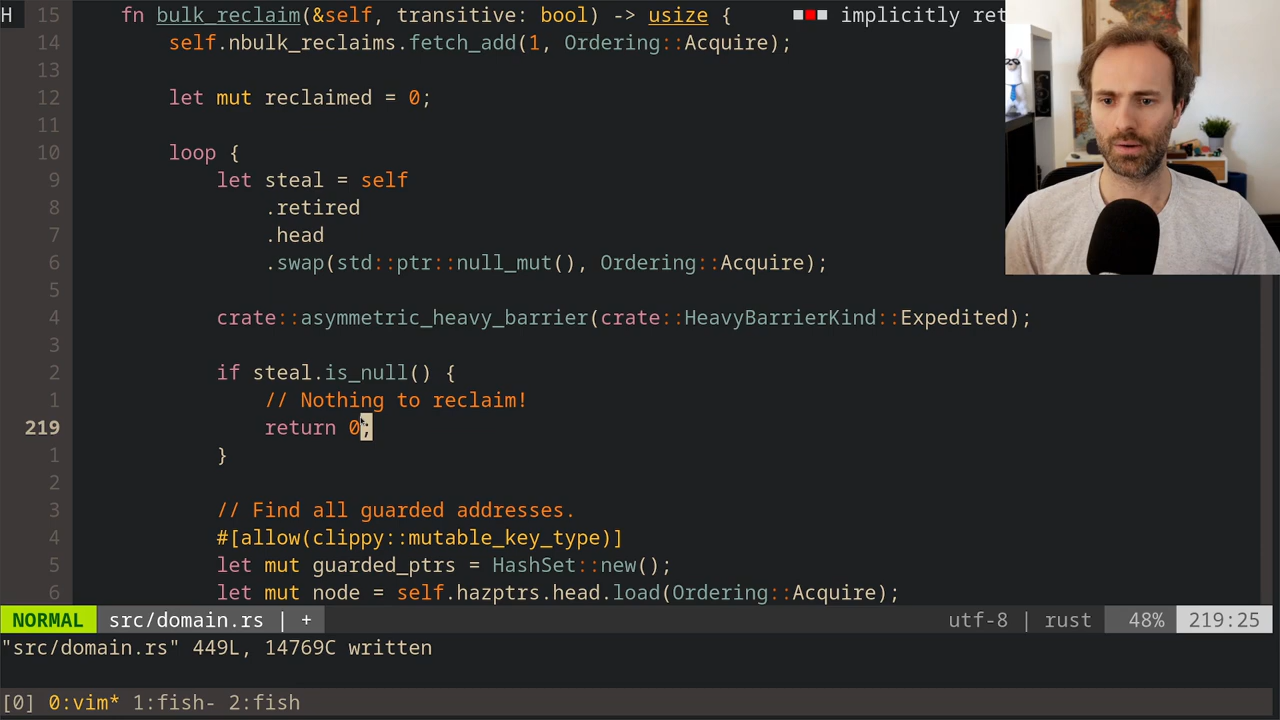 H 15 fn bulk_reclaim(&self, transitive: bool) -> usize { ■■■ implicitly ret
14 self.nbulk_reclaims.fetch_add(1, Ordering::Acquire);
13
12 let mut reclaimed = 0;
11
10 loop {
9 let steal = self
8 .retired
7 .head
6 .swap(std::ptr::null_mut(), Ordering::Acquire);
5
4 crate::asymmetric_heavy_barrier(crate::HeavyBarrierKind::Expedited);
3
2 if steal.is_null() {
1 // Nothing to reclaim!
219 return 0;
1 }
2
3 // Find all guarded addresses.
4 #[allow(clippy::mutable_key_type)]
5 let mut guarded_ptrs = HashSet::new();
6 let mut node = self.hazptrs.head.load(Ordering::Acquire);
NORMAL src/domain.rs | + utf-8 | rust 48% 219:25
"src/domain.rs" 449L, 14769C written
[0] 0:vim* 1:fish- 2:fish